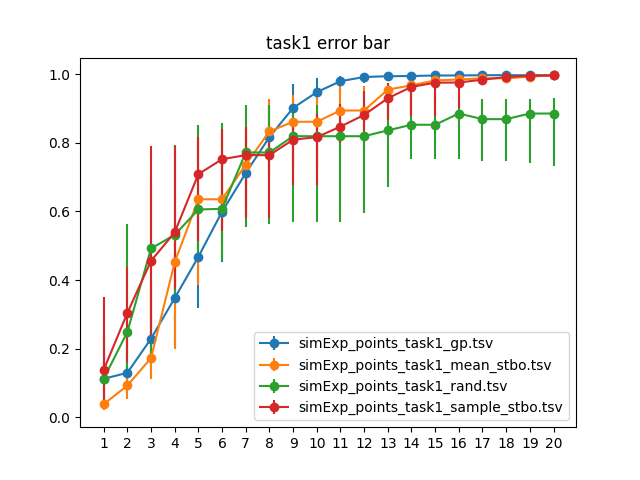 task1 error bar
1.0
0.8
0.6
0.4
0.2
0.0
simExp_points_task1_gp.tsv
simExp_points_task1_mean_stbo.tsv
simExp_points_task1_rand.tsv
simExp_points_task1_sample_stbo.tsv
1 2 3 4 5 6 7 8 9 10 11 12 13 14 15 16 17 18 19 20